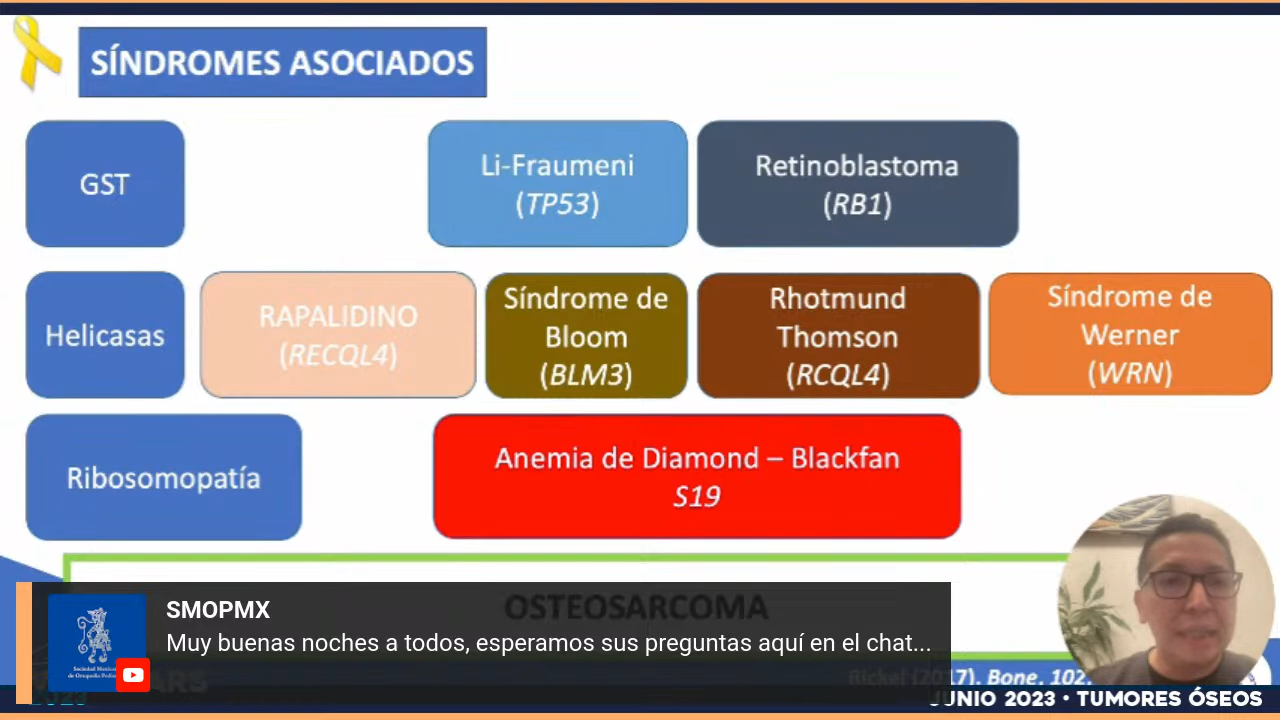 SÍNDROMES ASOCIADOS
GST
Li-Fraumeni
(TP53)
Retinoblastoma
(RB1)
Helicasas
RAPALIDINO
(RECQL4)
Síndrome de
Bloom
(BLM3)
Rhotmund
Thomson
(RCQL4)
Síndrome de
Werner
(WRN)
Ribosomopatía
Anemia de Diamond – Blackfan
S19
OSTEOSARCOMA
SMOPMX
Muy buenas noches a todos, esperamos sus preguntas aquí en el chat...
Rickel (2017). Bone, 102.
JUNIO 2023 • TUMORES ÓSEOS